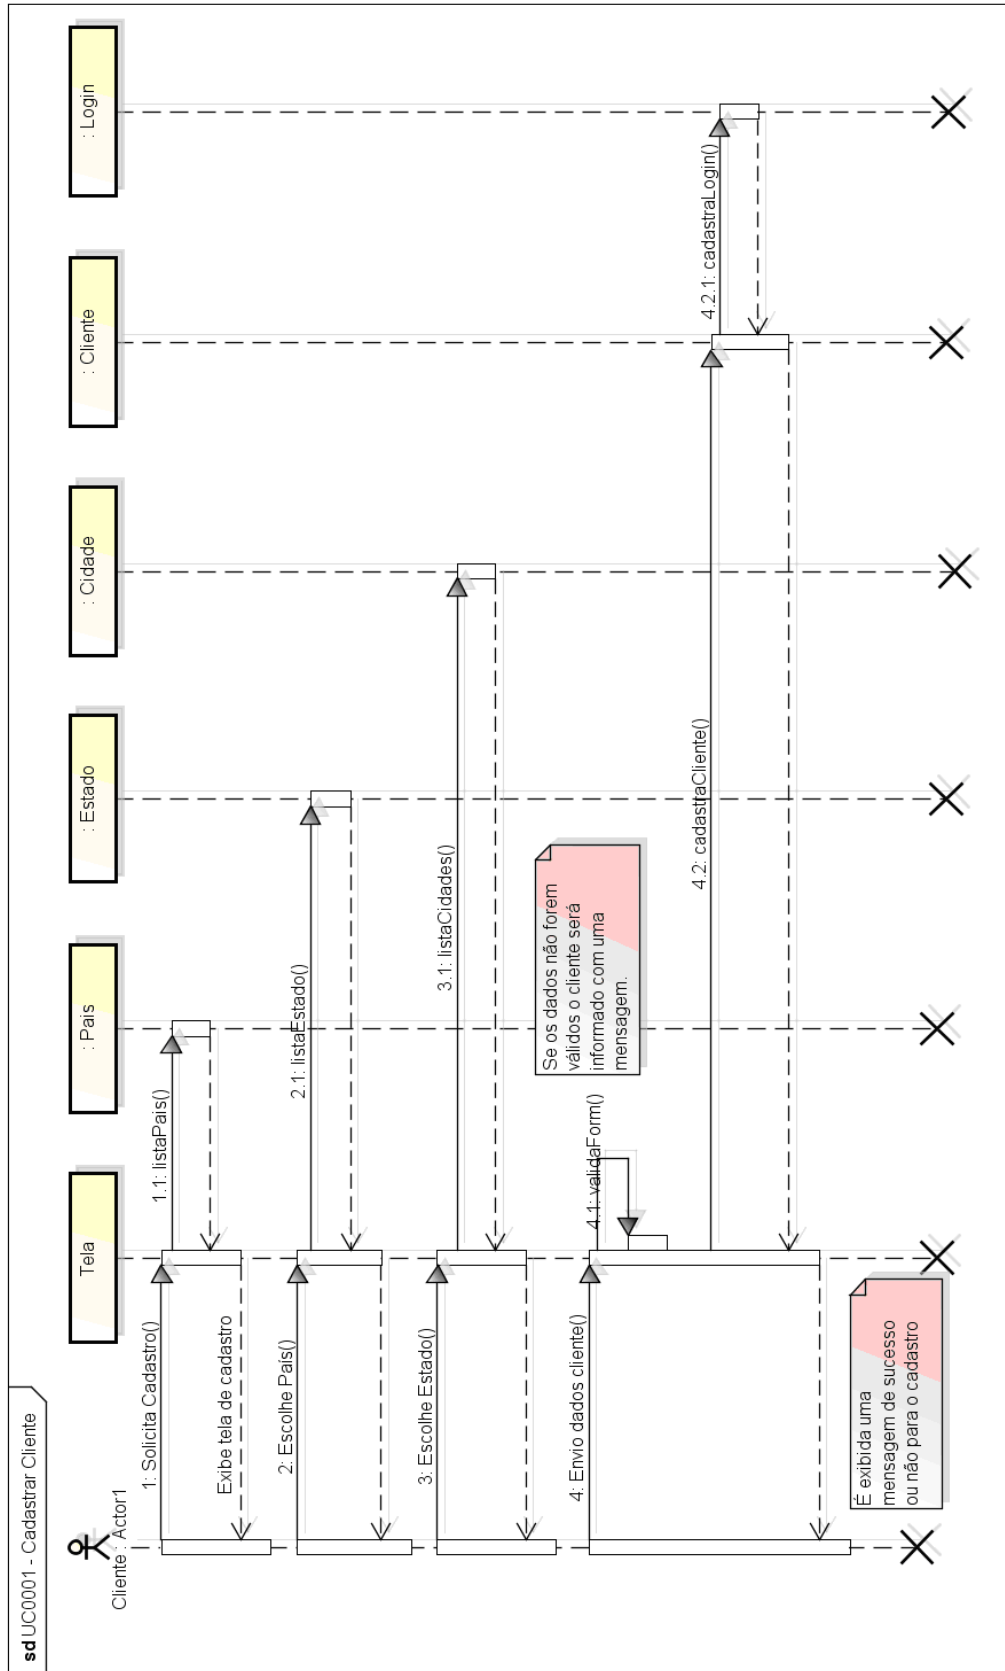 sd UC0001 - Cadastrar Cliente
Cliente : Actor1
Tela
: Pais
: Estado
: Cidade
: Cliente
: Login
1: Solicita Cadastro()
1.1: listaPais()
Exibe tela de cadastro
2: Escolhe País()
2.1: listaEstado()
3: Escolhe Estado()
3.1: listaCidades()
4: Envio dados cliente()
4.1: validaForm()
Se os dados não forem
válidos o cliente será
informado com uma
mensagem.
4.2: cadastraCliente()
4.2.1: cadastraLogin()
É exibida uma
mensagem de sucesso
ou não para o cadastro